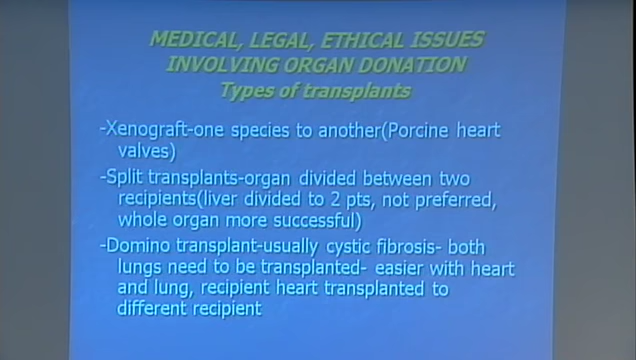 MEDICAL, LEGAL, ETHICAL ISSUES
INVOLVING ORGAN DONATION
Types of transplants
-Xenograft-one species to another(Porcine heart
valves)
-Split transplants-organ divided between two
recipients(liver divided to 2 pts, not preferred,
whole organ more successful)
-Domino transplant-usually cystic fibrosis- both
lungs need to be transplanted- easier with heart
and lung, recipient heart transplanted to
different recipient